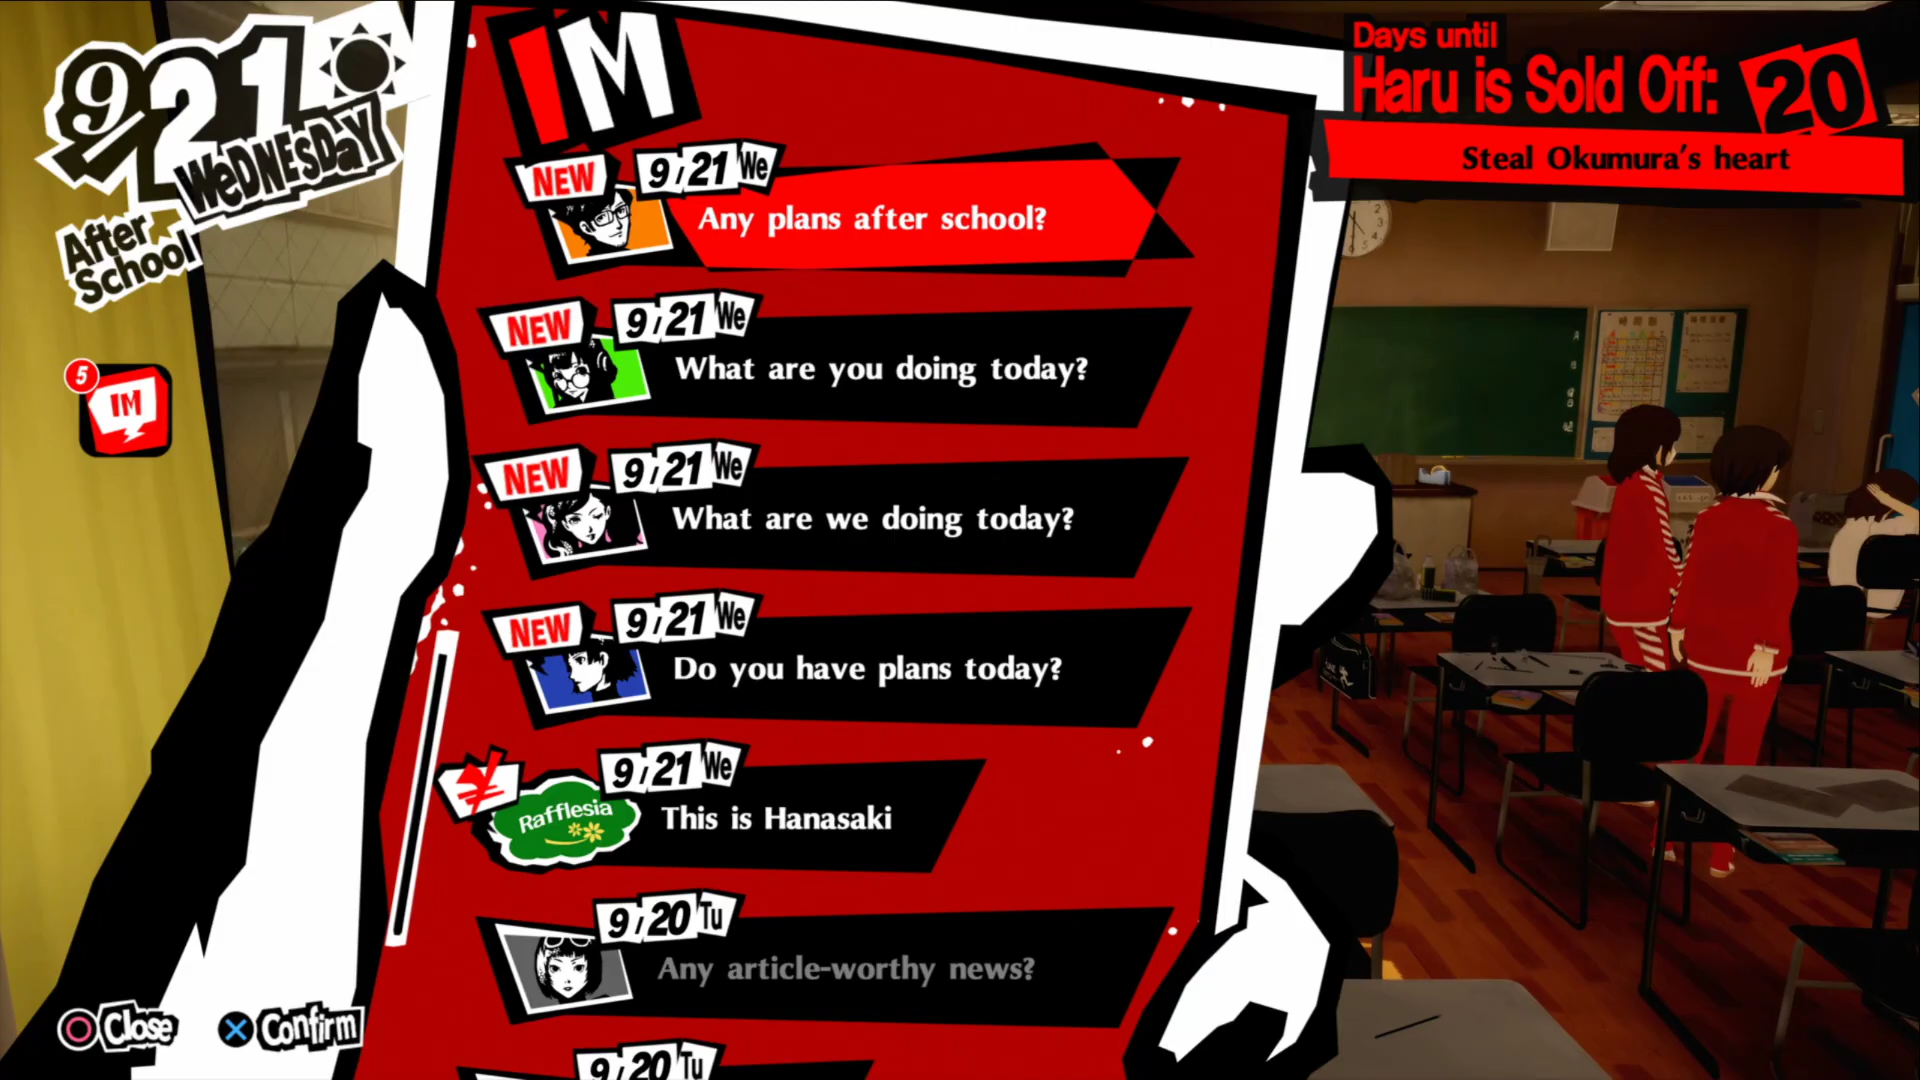 9/21
WeDNESDaY
After
School
5
IM
IM
Days until
Haru is Sold Off: 20
Steal Okumura's heart
NEW 9/21 We
Any plans after school?
NEW 9/21 We
What are you doing today?
NEW 9/21 We
What are we doing today?
NEW 9/21 We
Do you have plans today?
9/21 We
Rafflesia
This is Hanasaki
9/20 Tu
Any article-worthy news?
9/20 Tu
Close
Confirm